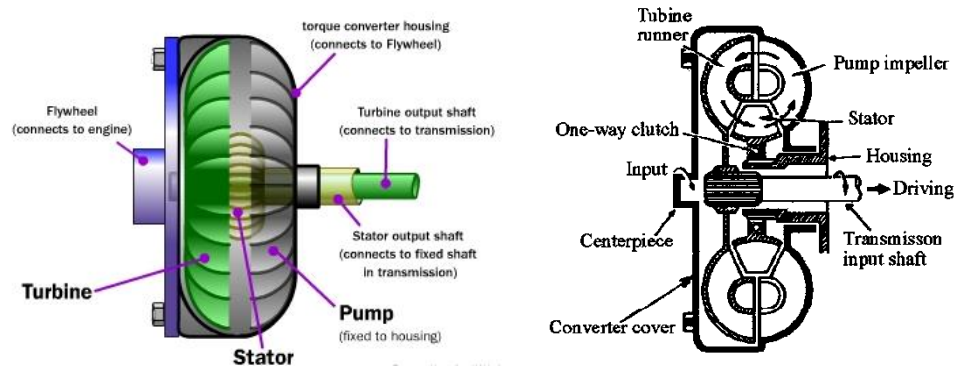 torque converter housing
(connects to Flywheel)
Flywheel
(connects to engine)
Turbine output shaft
(connects to transmission)
Stator output shaft
(connects to fixed shaft
in transmission)
Turbine
Pump
(fixed to housing)
Stator
Tubine
runner
Pump impeller
Stator
One-way clutch
Housing
Input
Driving
Centerpiece
Transmisson
input shaft
Converter cover